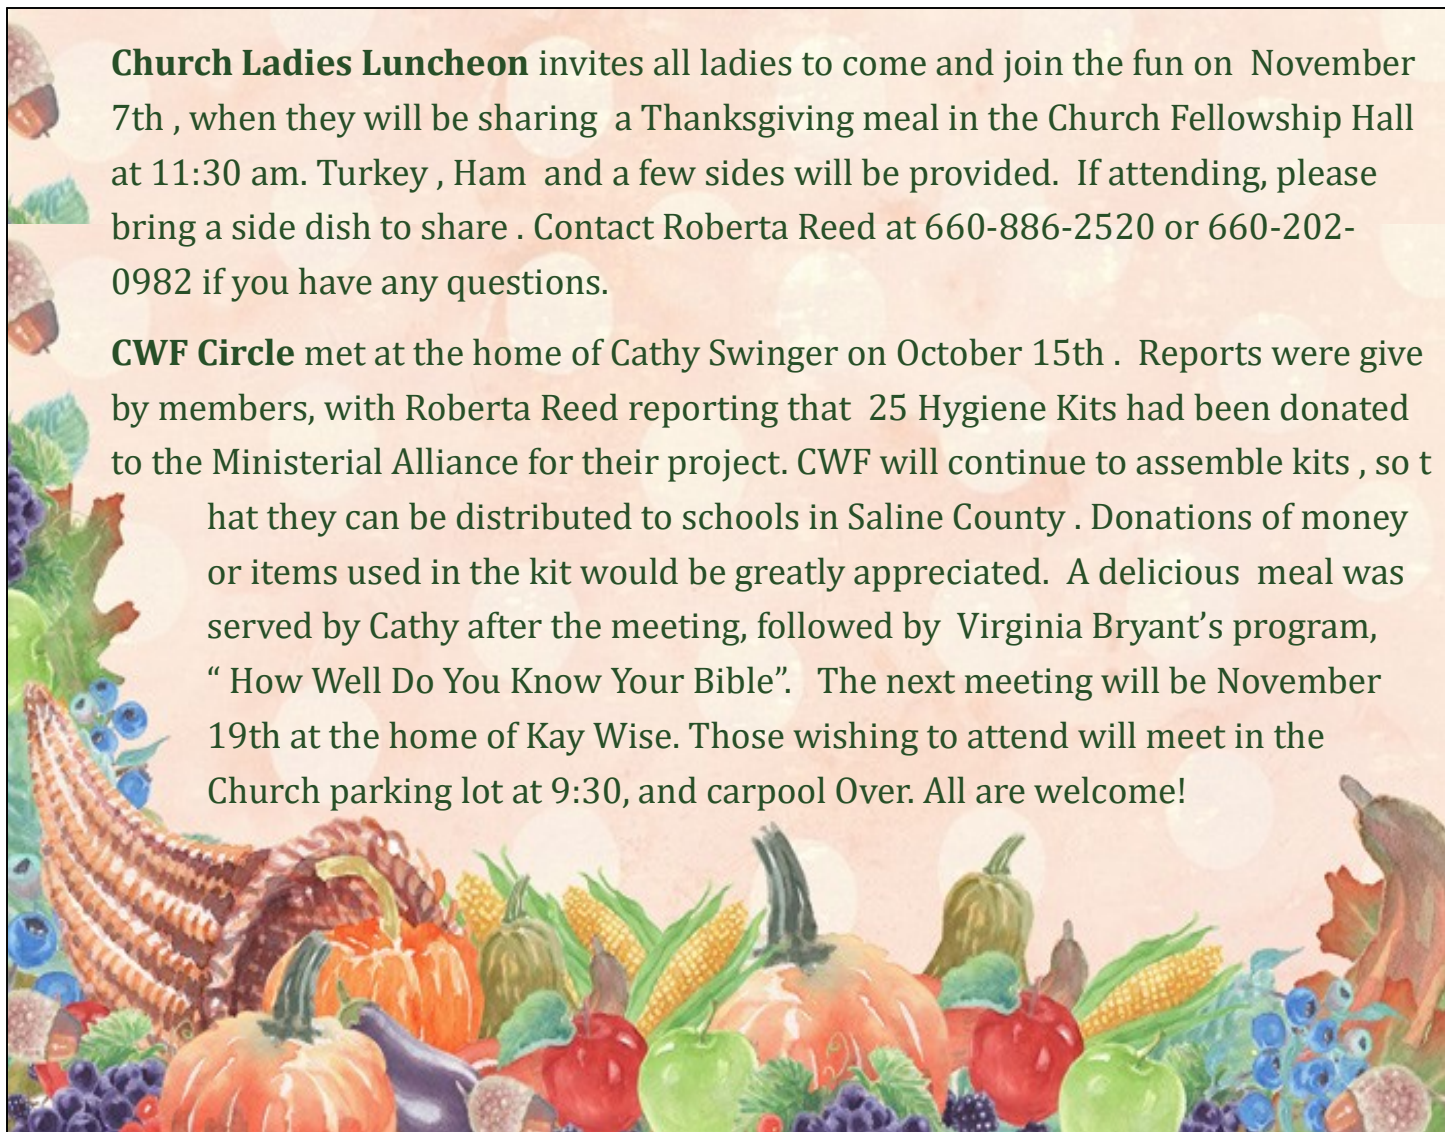 Church Ladies Luncheon invites all ladies to come and join the fun on  November
7th , when they will be sharing  a Thanksgiving meal in the Church Fellowship Hall
at 11:30 am. Turkey , Ham  and a few sides will be provided.  If attending, please
bring a side dish to share . Contact Roberta Reed at 660-886-2520 or 660-202-
0982 if you have any questions.
CWF Circle met at the home of Cathy Swinger on October 15th .  Reports were give
by members, with Roberta Reed reporting that  25 Hygiene Kits had been donated
to the Ministerial Alliance for their project. CWF will continue to assemble kits , so t
hat they can be distributed to schools in Saline County . Donations of money
or items used in the kit would be greatly appreciated.  A delicious  meal was
served by Cathy after the meeting, followed by  Virginia Bryant’s program,
“ How Well Do You Know Your Bible”.   The next meeting will be November
19th at the home of Kay Wise. Those wishing to attend will meet in the
Church parking lot at 9:30, and carpool Over. All are welcome!